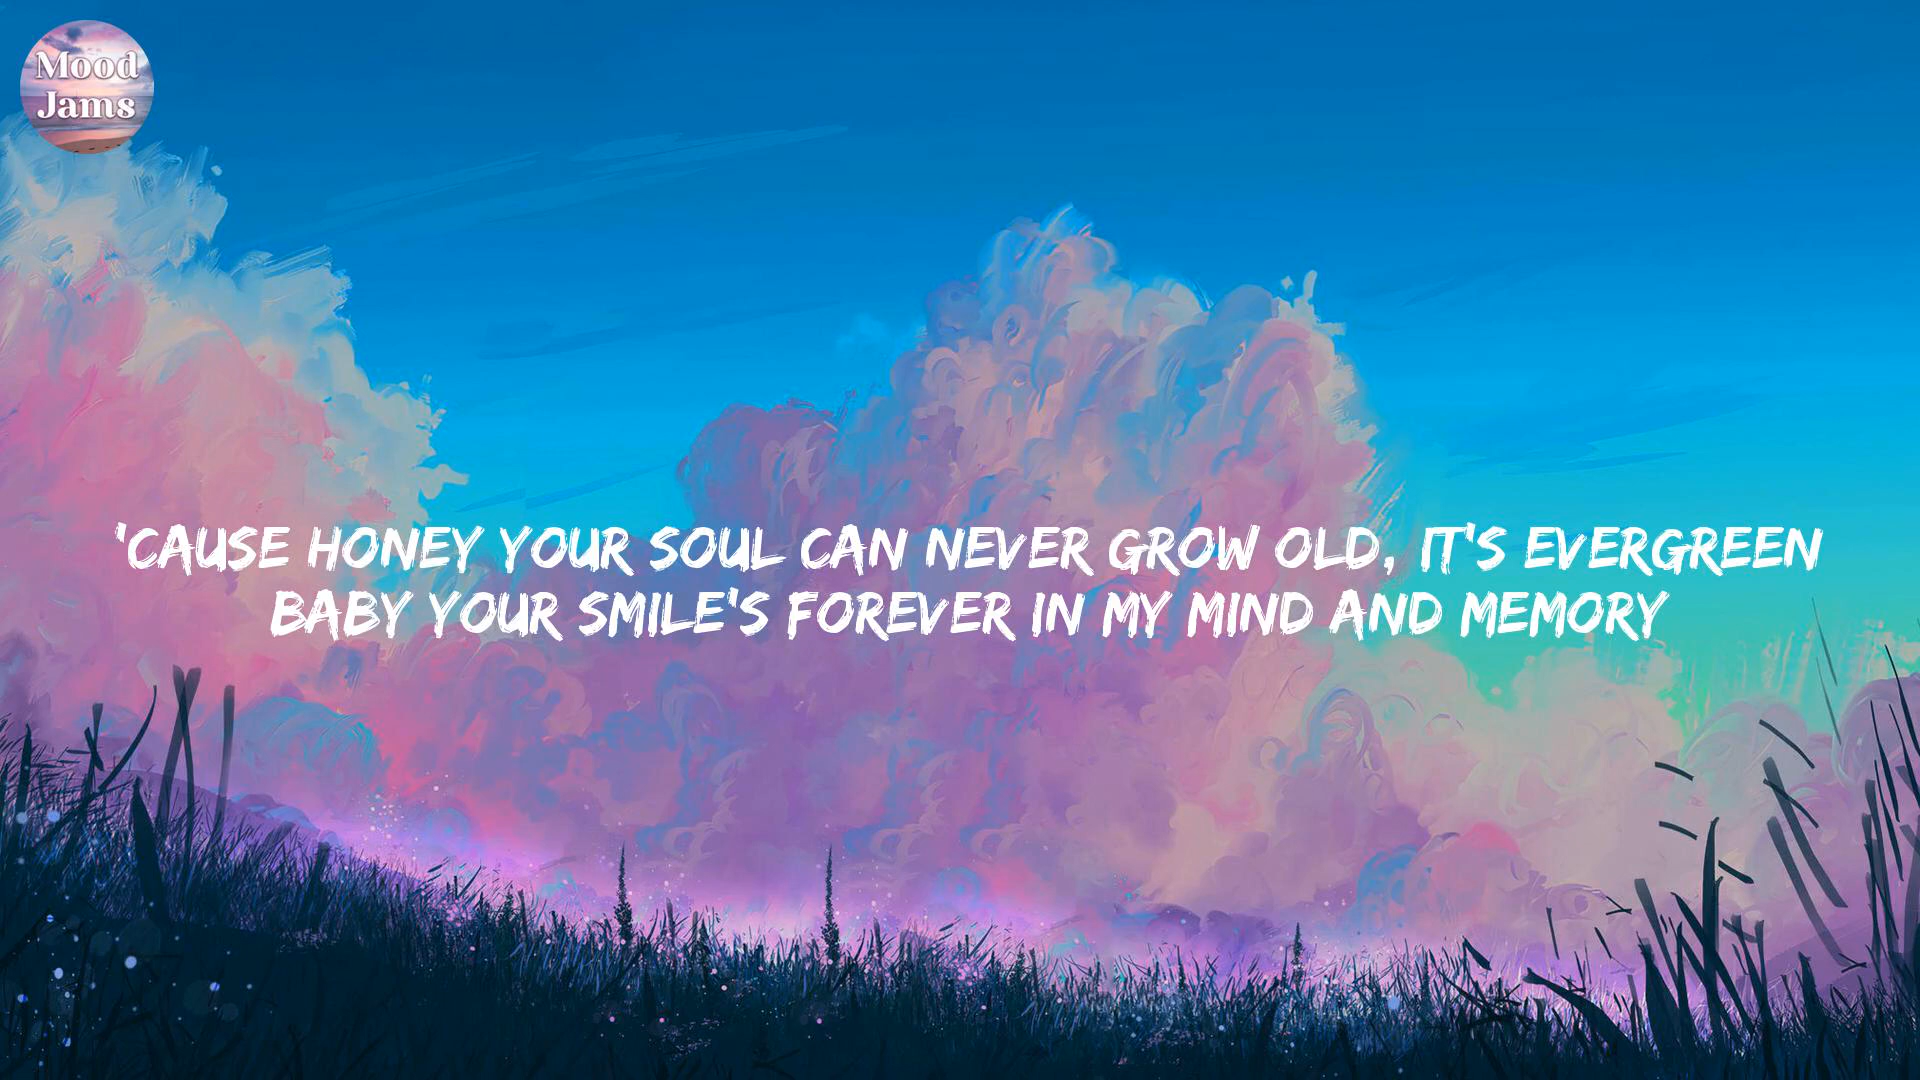 Mood
Jams
'CAUSE HONEY YOUR SOUL CAN NEVER GROW OLD, IT'S EVERGREEN
BABY YOUR SMILE'S FOREVER IN MY MIND AND MEMORY